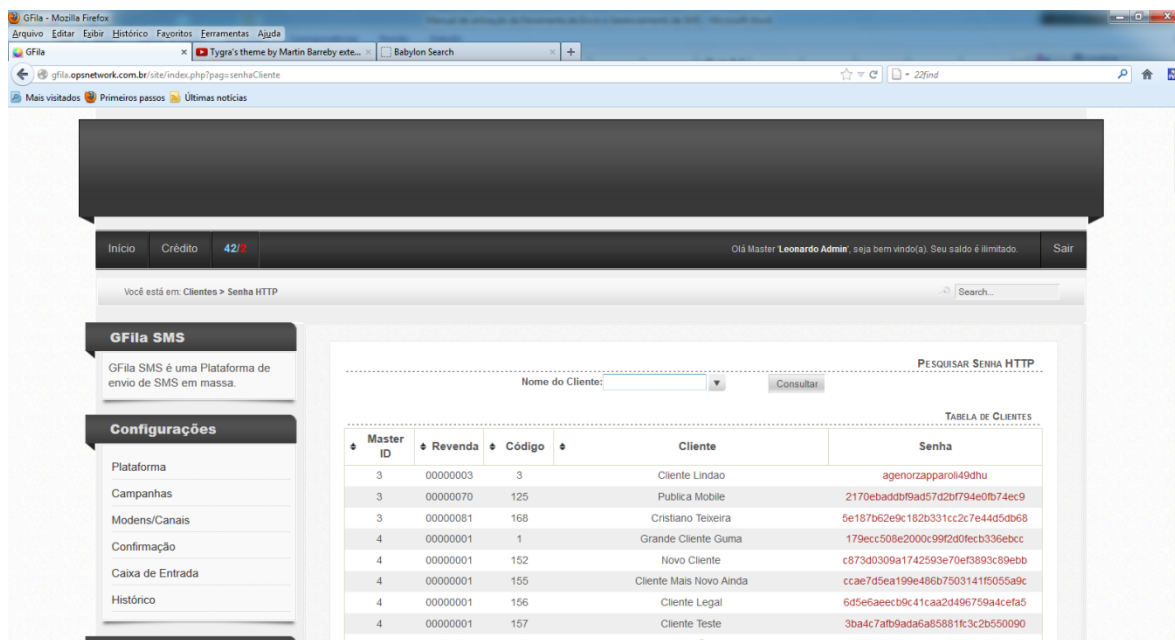 GFila - Mozilla Firefox
Arquivo Editar Exibir Histórico Favoritos Ferramentas Ajuda
GFila × Tygra's theme by Martin Barreby exte... × Babylon Search × +
gfila.opsnetwork.com.br/site/index.php?pag=senhaCliente 22find
Mais visitados Primeiros passos Últimas notícias
Início Crédito 42/2 Olá Master 'Leonardo Admin', seja bem vindo(a). Seu saldo é ilimitado. Sair
Você está em: Clientes > Senha HTTP Search...
GFila SMS
GFila SMS é uma Plataforma de
envio de SMS em massa.
Configurações
Plataforma
Campanhas
Modens/Canais
Confirmação
Caixa de Entrada
Histórico
PESQUISAR SENHA HTTP
Nome do Cliente: Consultar
TABELA DE CLIENTES
Master ID Revenda Código Cliente Senha
3 00000003 3 Cliente Lindao agenorzapparoli49dhu
3 00000070 125 Publica Mobile 2170ebaddbf9ad57d2bf794e0fb74ec9
3 00000081 168 Cristiano Teixeira 5e187b62e9c182b331cc2c7e44d5db68
4 00000001 1 Grande Cliente Guma 179ecc508e2000c99f2d0fecb336ebcc
4 00000001 152 Novo Cliente c873d0309a1742593e70ef3893c89ebb
4 00000001 155 Cliente Mais Novo Ainda ccae7d5ea199e486b7503141f5055a9c
4 00000001 156 Cliente Legal 6d5e6aeecb9c41caa2d496759a4cefa5
4 00000001 157 Cliente Teste 3ba4c7afb9ada6a85881fc3c2b550090